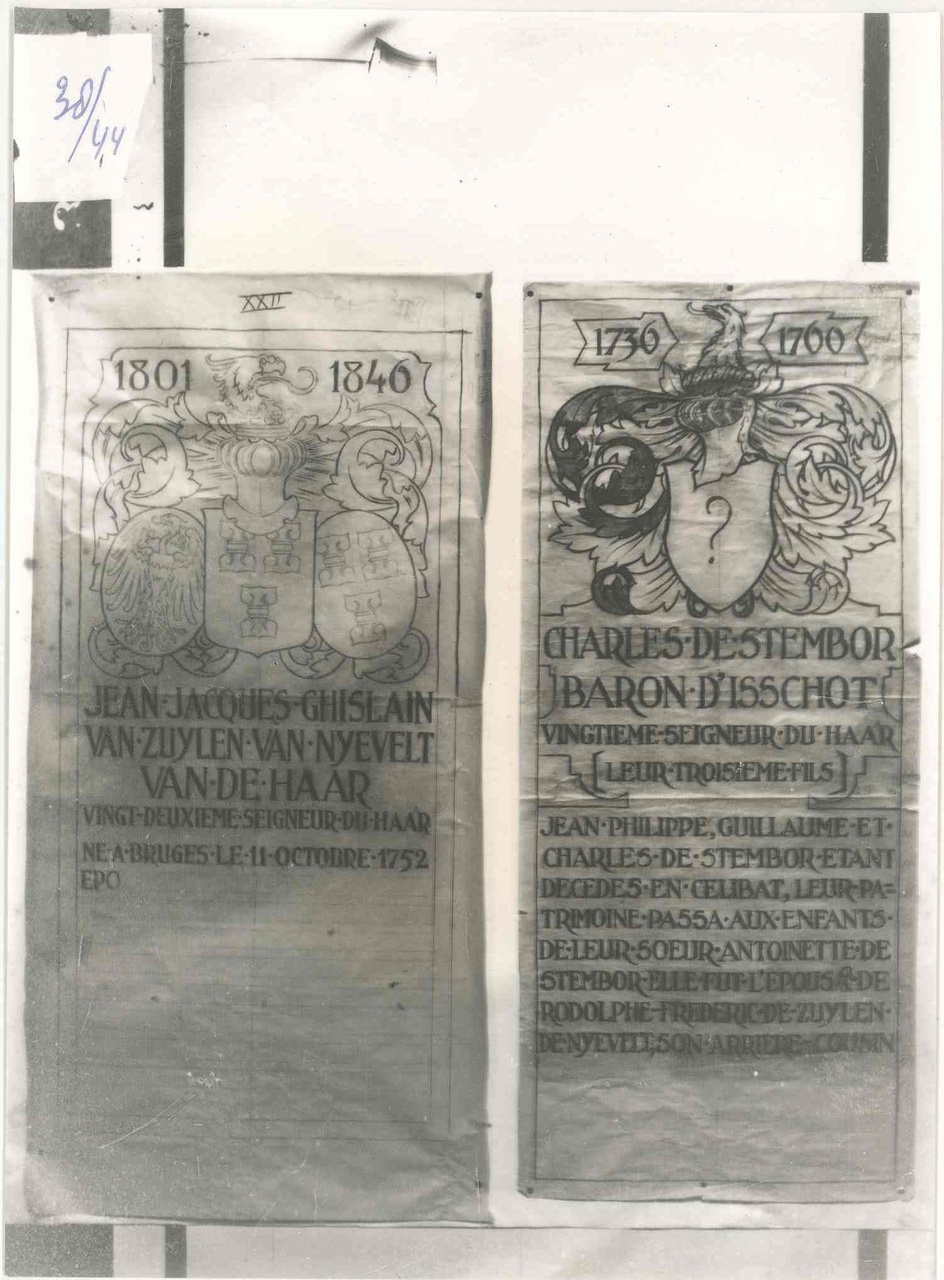 38/44
XXII
1801 1846
JEAN·JACQUES·GHISLAIN
VAN·ZUYLEN·VAN·NYEVELT
VAN·DE·HAAR
VINGT·DEUXIEME·SEIGNEUR·DU·HAAR
NE·A·BRUGES·LE·11·OCTOBRE·1752
EPO
1736 1760
?
CHARLES·DE·STEMBOR
BARON·D'ISSCHOT
VINGTIEME·SEIGNEUR·DU·HAAR
[LEUR·TROISIEME·FILS]
JEAN·PHILIPPE, GUILLAUME·ET·
CHARLES·DE·STEMBOR·ETANT
DECEDES·EN·CELIBAT, LEUR·PA=
TRIMOINE·PASSA·AUX·ENFANTS·
DE·LEUR·SOEUR·ANTOINETTE·DE
STEMBOR·ELLE·FUT·L'EPOUSE·DE
RODOLPHE·FREDERIC·DE·ZUYLEN·
DE·NYEVELT, SON·ARRIERE·COUSIN